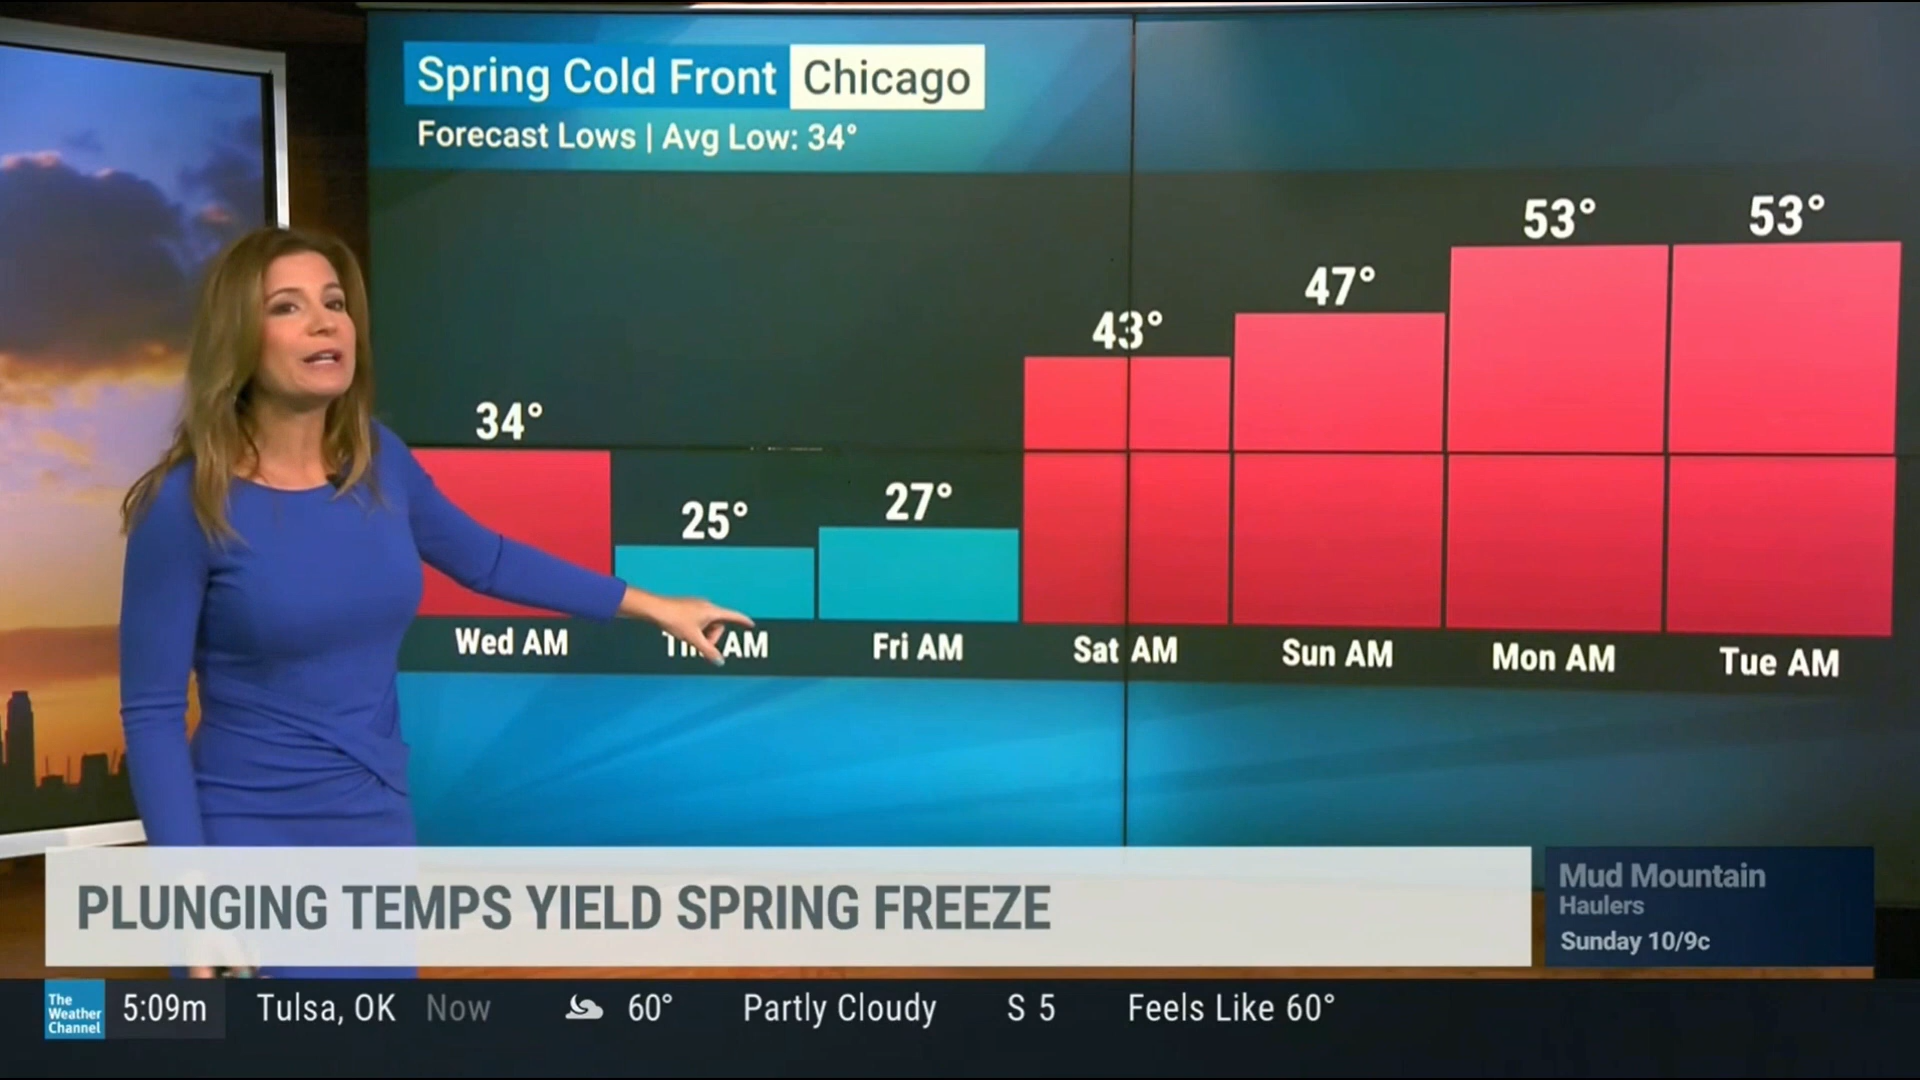 Spring Cold Front Chicago
Forecast Lows | Avg Low: 34°
34° 25° 27° 43° 47° 53° 53°
Wed AM AM Fri AM Sat AM Sun AM Mon AM Tue AM
PLUNGING TEMPS YIELD SPRING FREEZE
Mud Mountain
Haulers
Sunday 10/9c
The
Weather
Channel
5:09m Tulsa, OK Now 60° Partly Cloudy S 5 Feels Like 60°